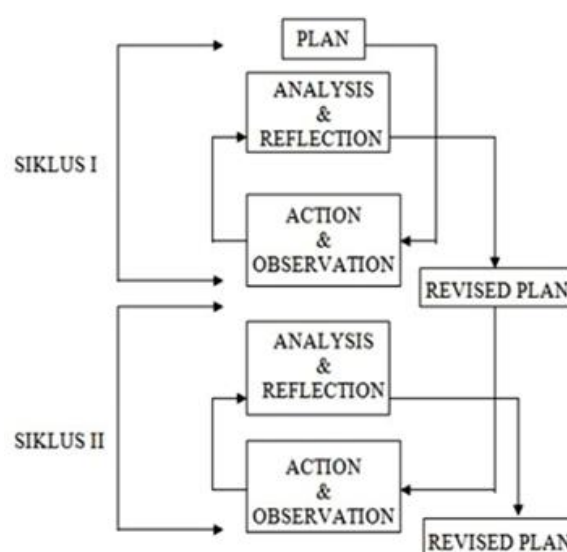 PLAN
ANALYSIS
&
REFLECTION
SIKLUS I
ACTION
&
OBSERVATION
REVISED PLAN
ANALYSIS
&
REFLECTION
SIKLUS II
ACTION
&
OBSERVATION
REVISED PLAN